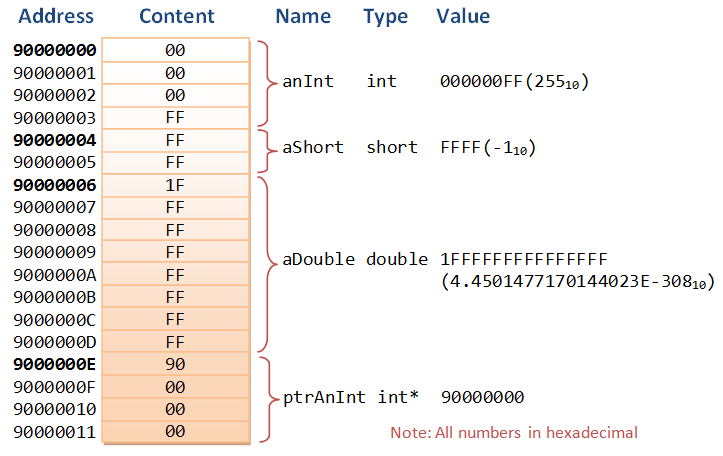 Address Content Name Type Value
90000000 00
90000001 00
90000002 00 anInt int 000000FF(255₁₀)
90000003 FF
90000004 FF
90000005 FF aShort short FFFF(-1₁₀)
90000006 1F
90000007 FF
90000008 FF
90000009 FF aDouble double 1FFFFFFFFFFFFFFF
9000000A FF (4.4501477170144023E-308₁₀)
9000000B FF
9000000C FF
9000000D FF
9000000E 90
9000000F 00 ptrAnInt int* 90000000
90000010 00
90000011 00 Note: All numbers in hexadecimal